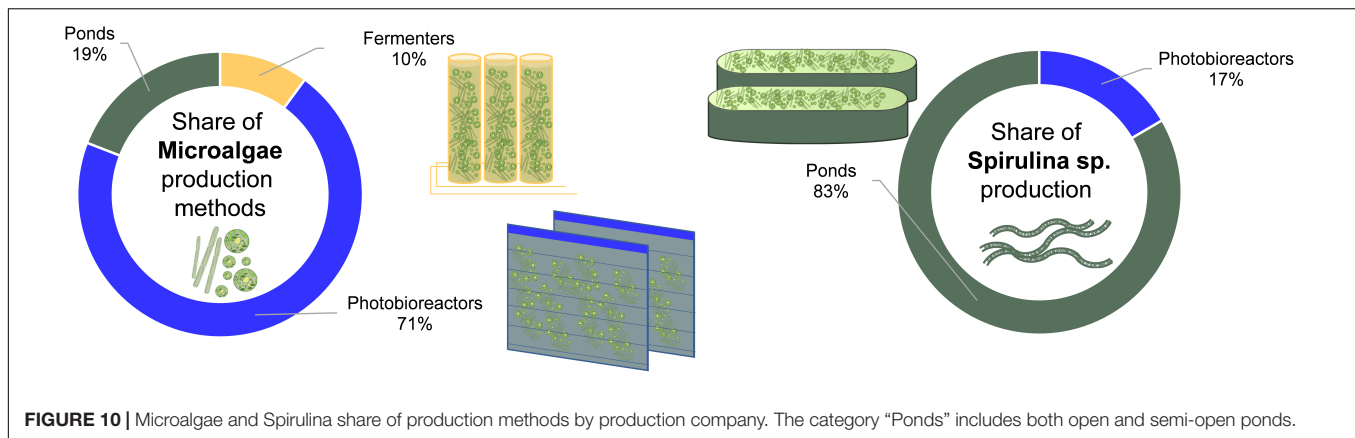 Ponds
19%
Fermenters
10%
Share of
Microalgae
production
methods
Photobioreactors
71%
Photobioreactors
17%
Share of
Spirulina sp.
production
Ponds
83%
FIGURE 10 | Microalgae and Spirulina share of production methods by production company. The category “Ponds” includes both open and semi-open ponds.